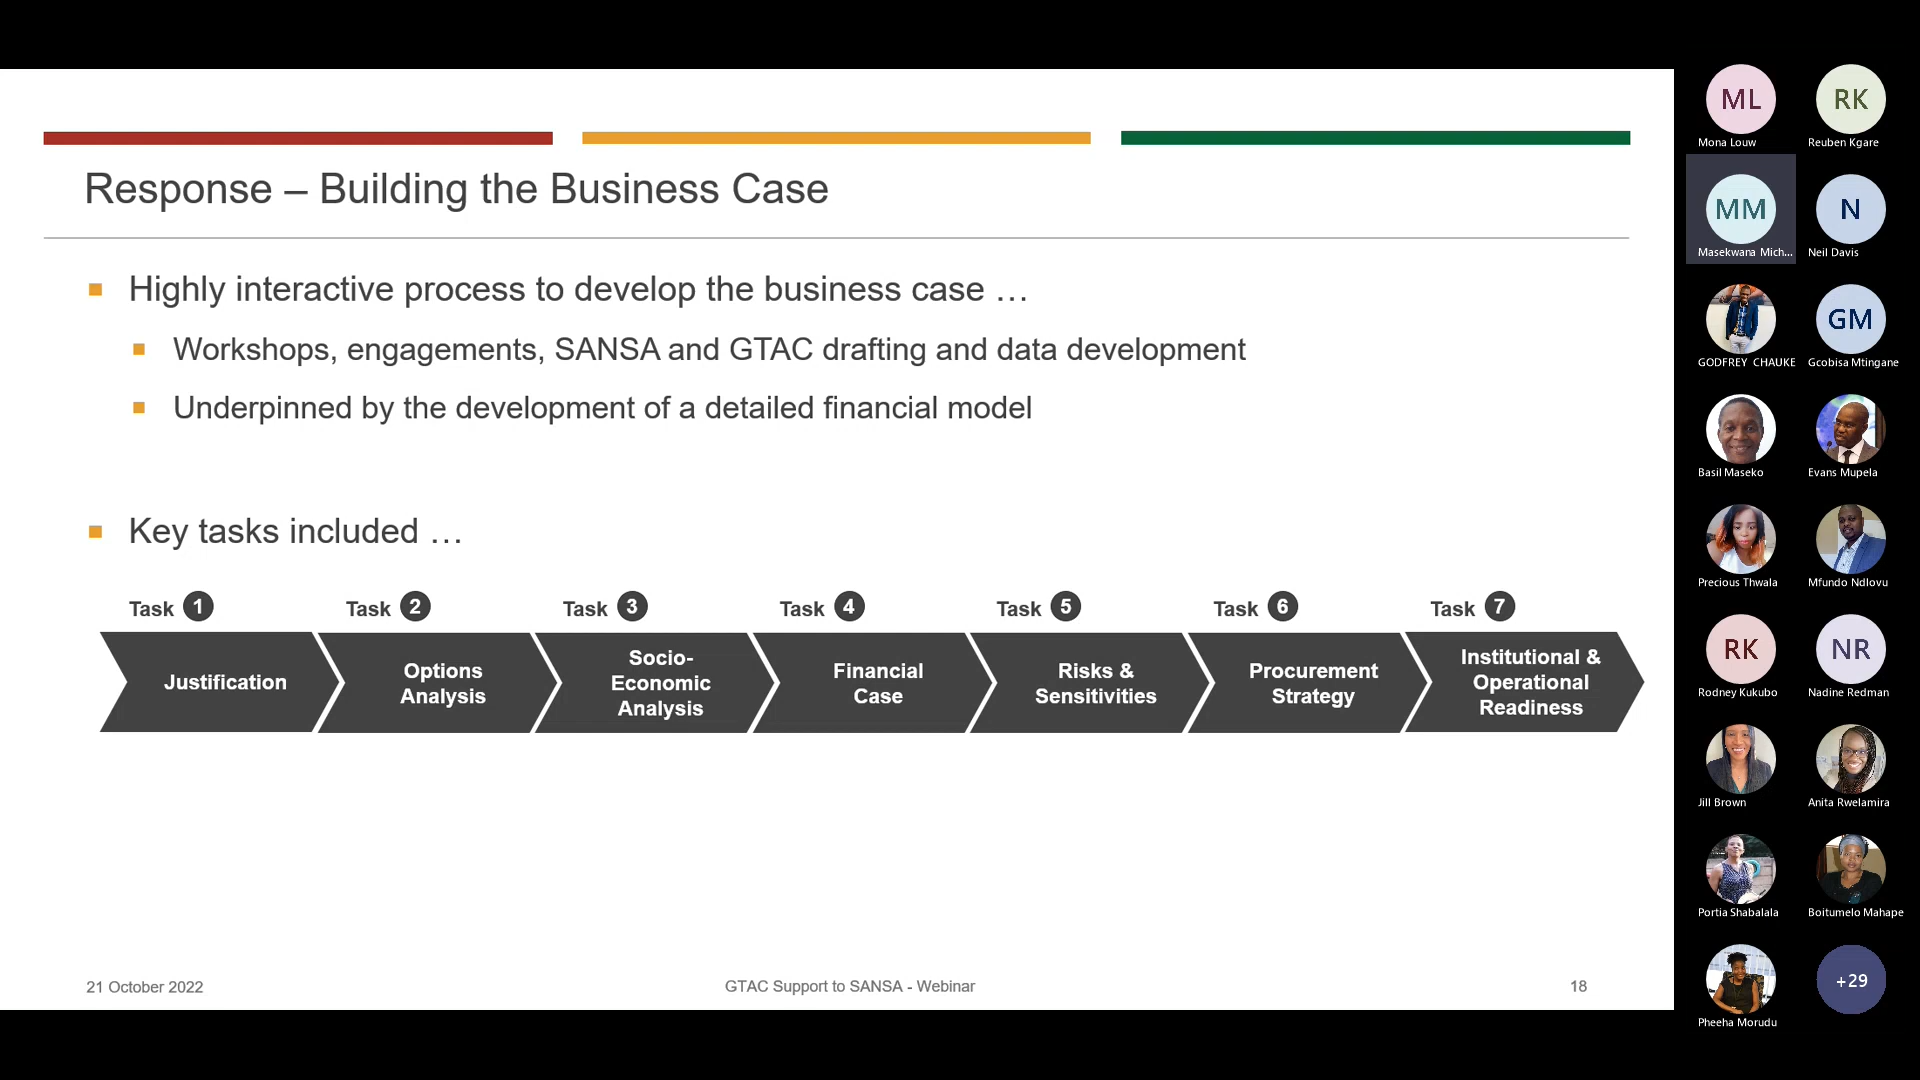 Response – Building the Business Case
Highly interactive process to develop the business case …
Workshops, engagements, SANSA and GTAC drafting and data development
Underpinned by the development of a detailed financial model
Key tasks included …
Task 1
Justification
Task 2
Options
Analysis
Task 3
Socio-
Economic
Analysis
Task 4
Financial
Case
Task 5
Risks &
Sensitivities
Task 6
Procurement
Strategy
Task 7
Institutional &
Operational
Readiness
21 October 2022
GTAC Support to SANSA - Webinar
18
ML
Mona Louw
RK
Reuben Kgare
MM
Masekwana Mich...
N
Neil Davis
GODFREY CHAUKE
GM
Gcobisa Mtingane
Basil Maseko
Evans Mupela
Precious Thwala
Mfundo Ndlovu
RK
Rodney Kukubo
NR
Nadine Redman
Jill Brown
Anita Rwelamira
Portia Shabalala
Boitumelo Mahape
Pheeha Morudu
+29